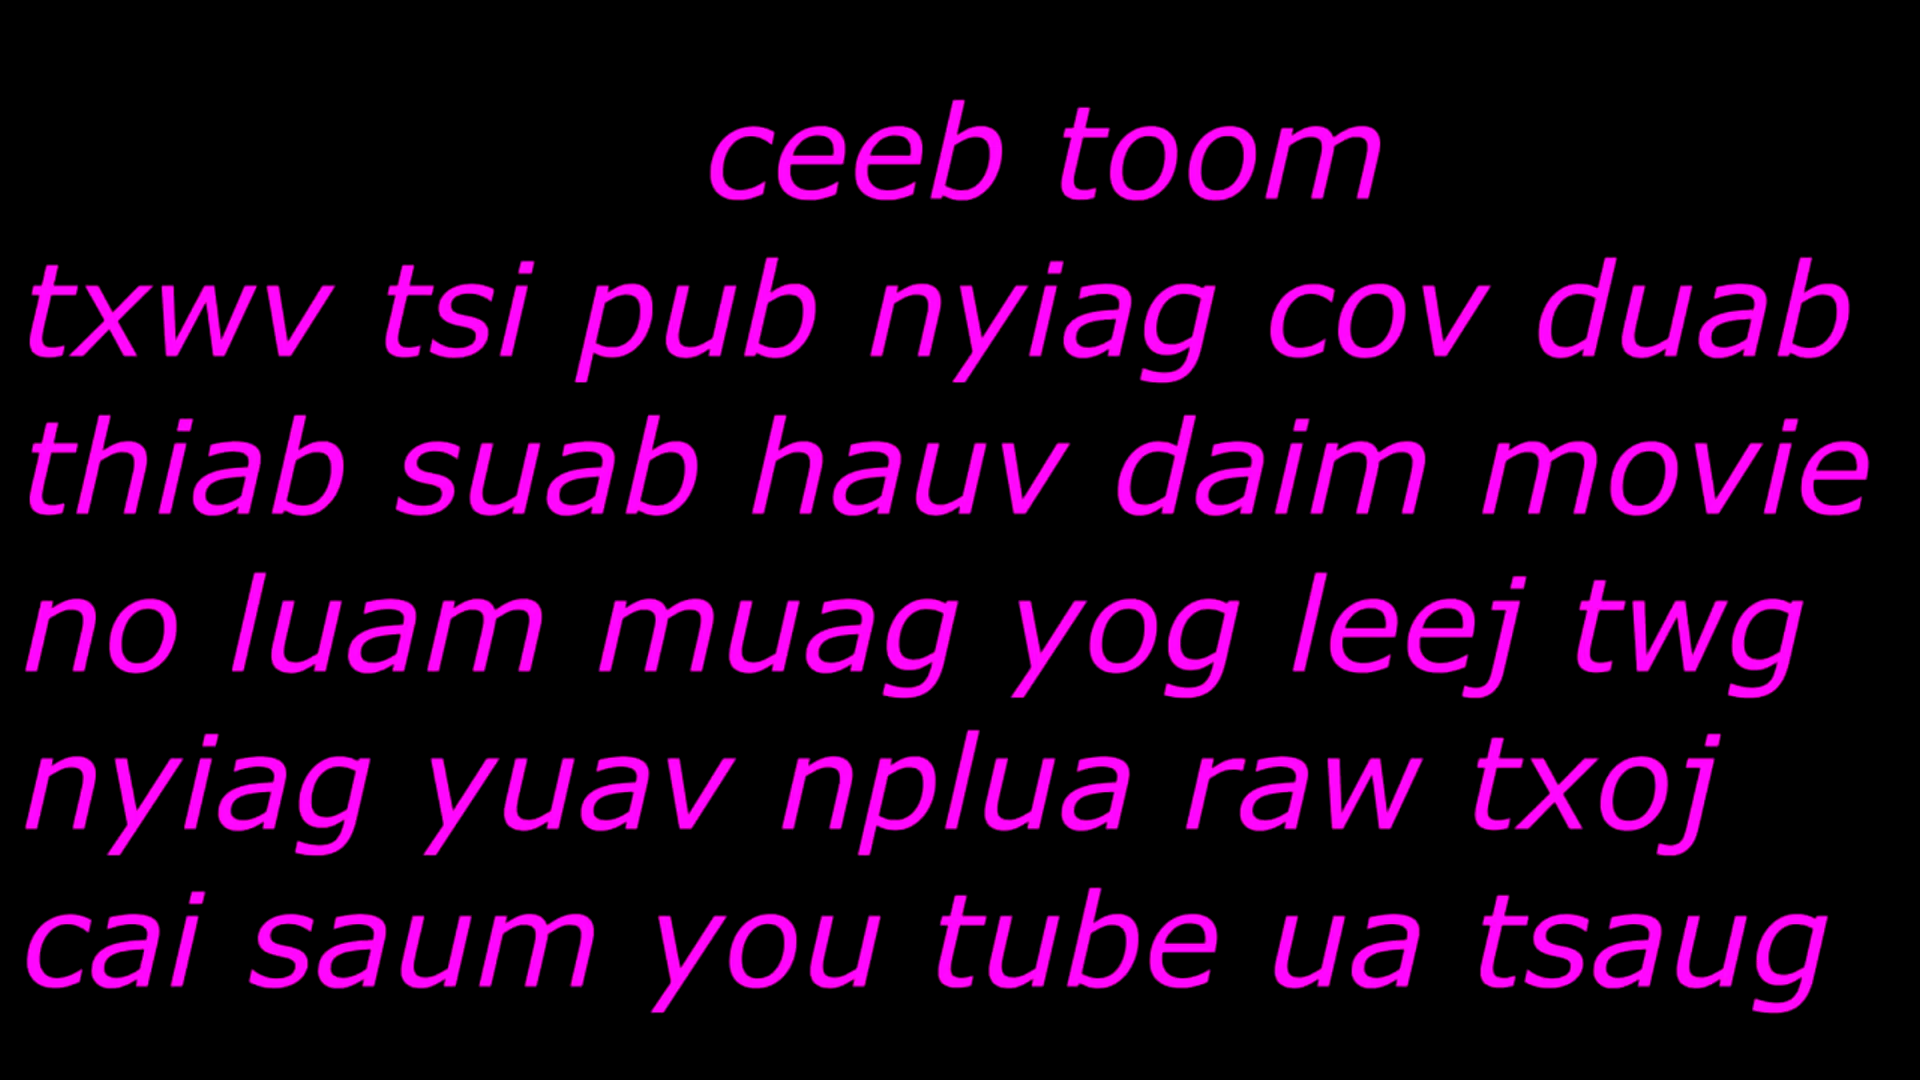 ceeb toom
txwv tsi pub nyiag cov duab
thiab suab hauv daim movie
no luam muag yog leej twg
nyiag yuav nplua raw txoj
cai saum you tube ua tsaug